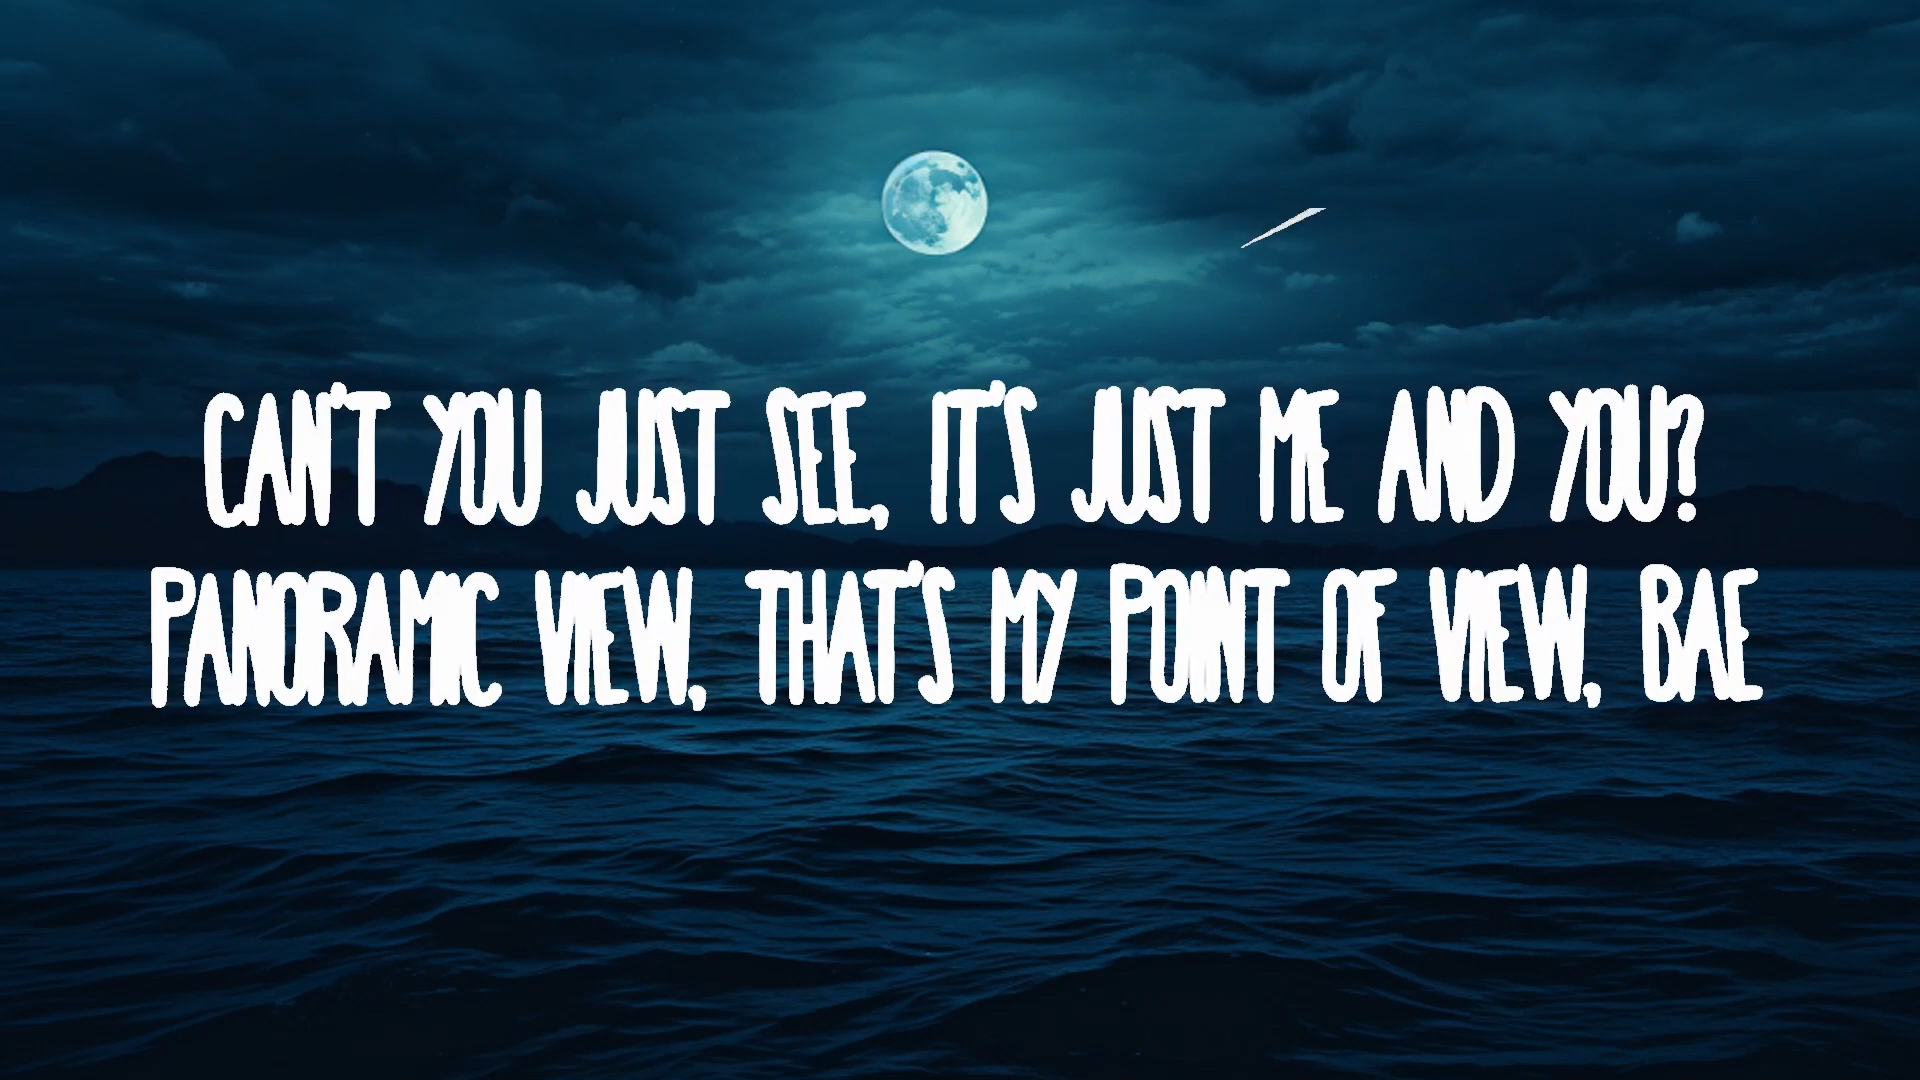 CAN'T YOU JUST SEE, IT'S JUST ME AND YOU?
PANORAMIC VIEW, THAT'S MY POINT OF VIEW, BAE